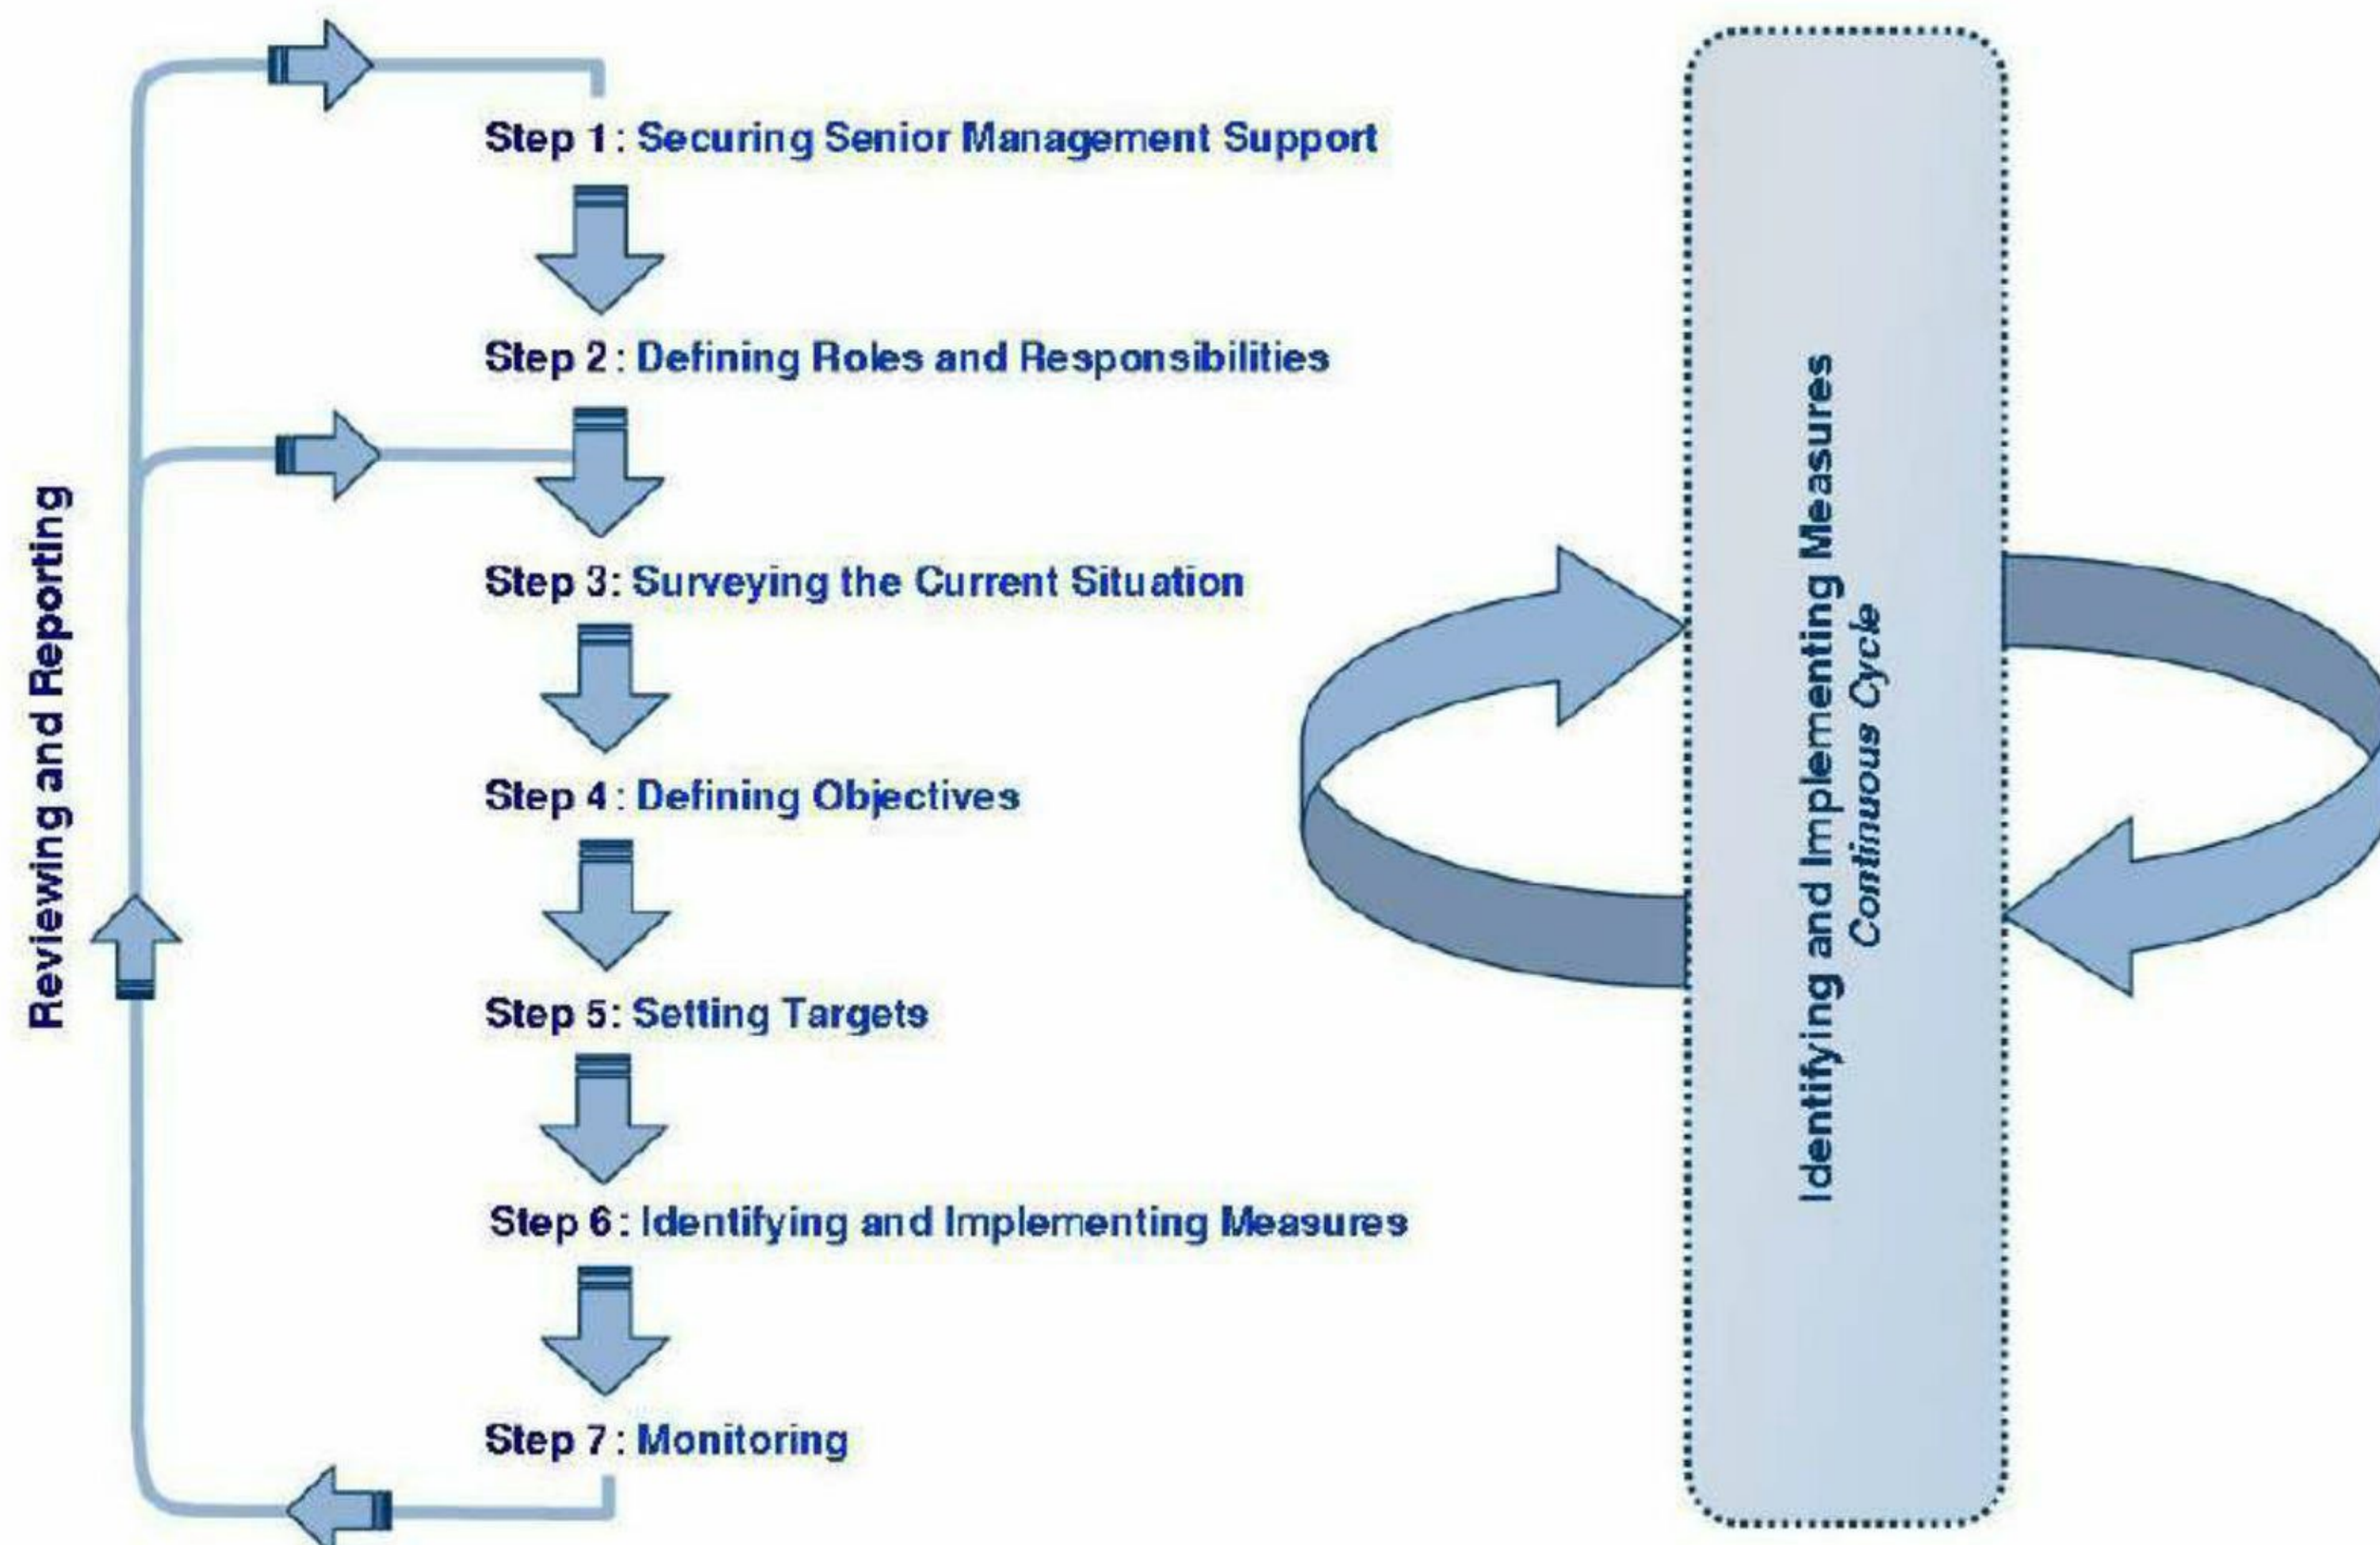 Step 1: Securing Senior Management Support
Step 2: Defining Roles and Responsibilities
Step 3: Surveying the Current Situation
Step 4: Defining Objectives
Step 5: Setting Targets
Step 6: Identifying and Implementing Measures
Step 7: Monitoring
Reviewing and Reporting
Identifying and Implementing Measures
Continuous Cycle